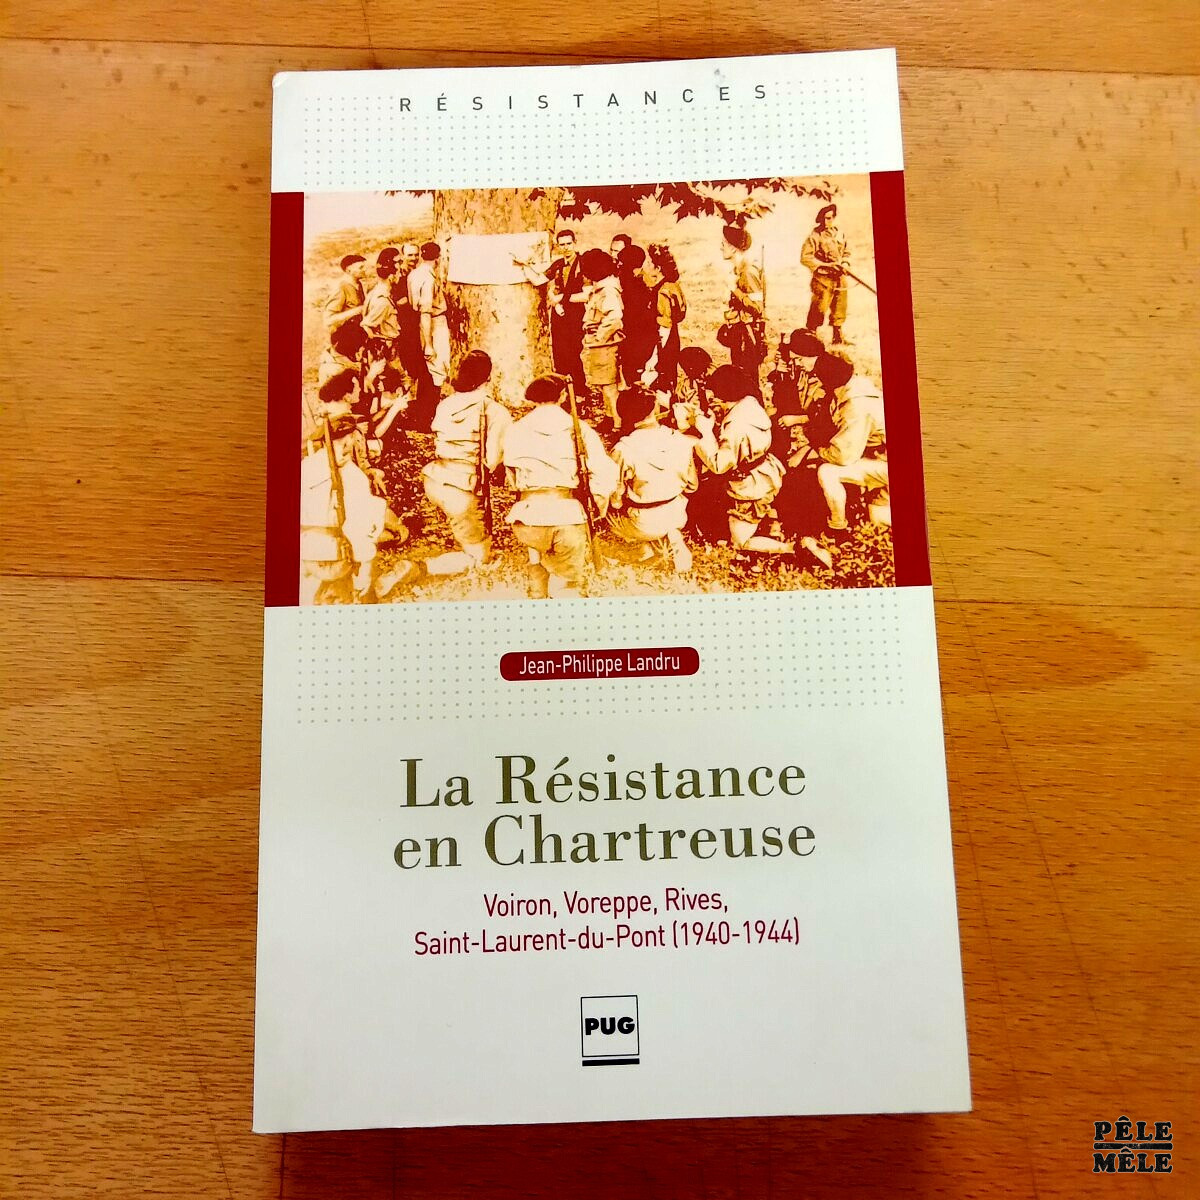 RÉSISTANCES
Jean-Philippe Landru
La Résistance
en Chartreuse
Voiron, Voreppe, Rives,
Saint-Laurent-du-Pont (1940-1944)
PUG
PÊLE
MÊLE